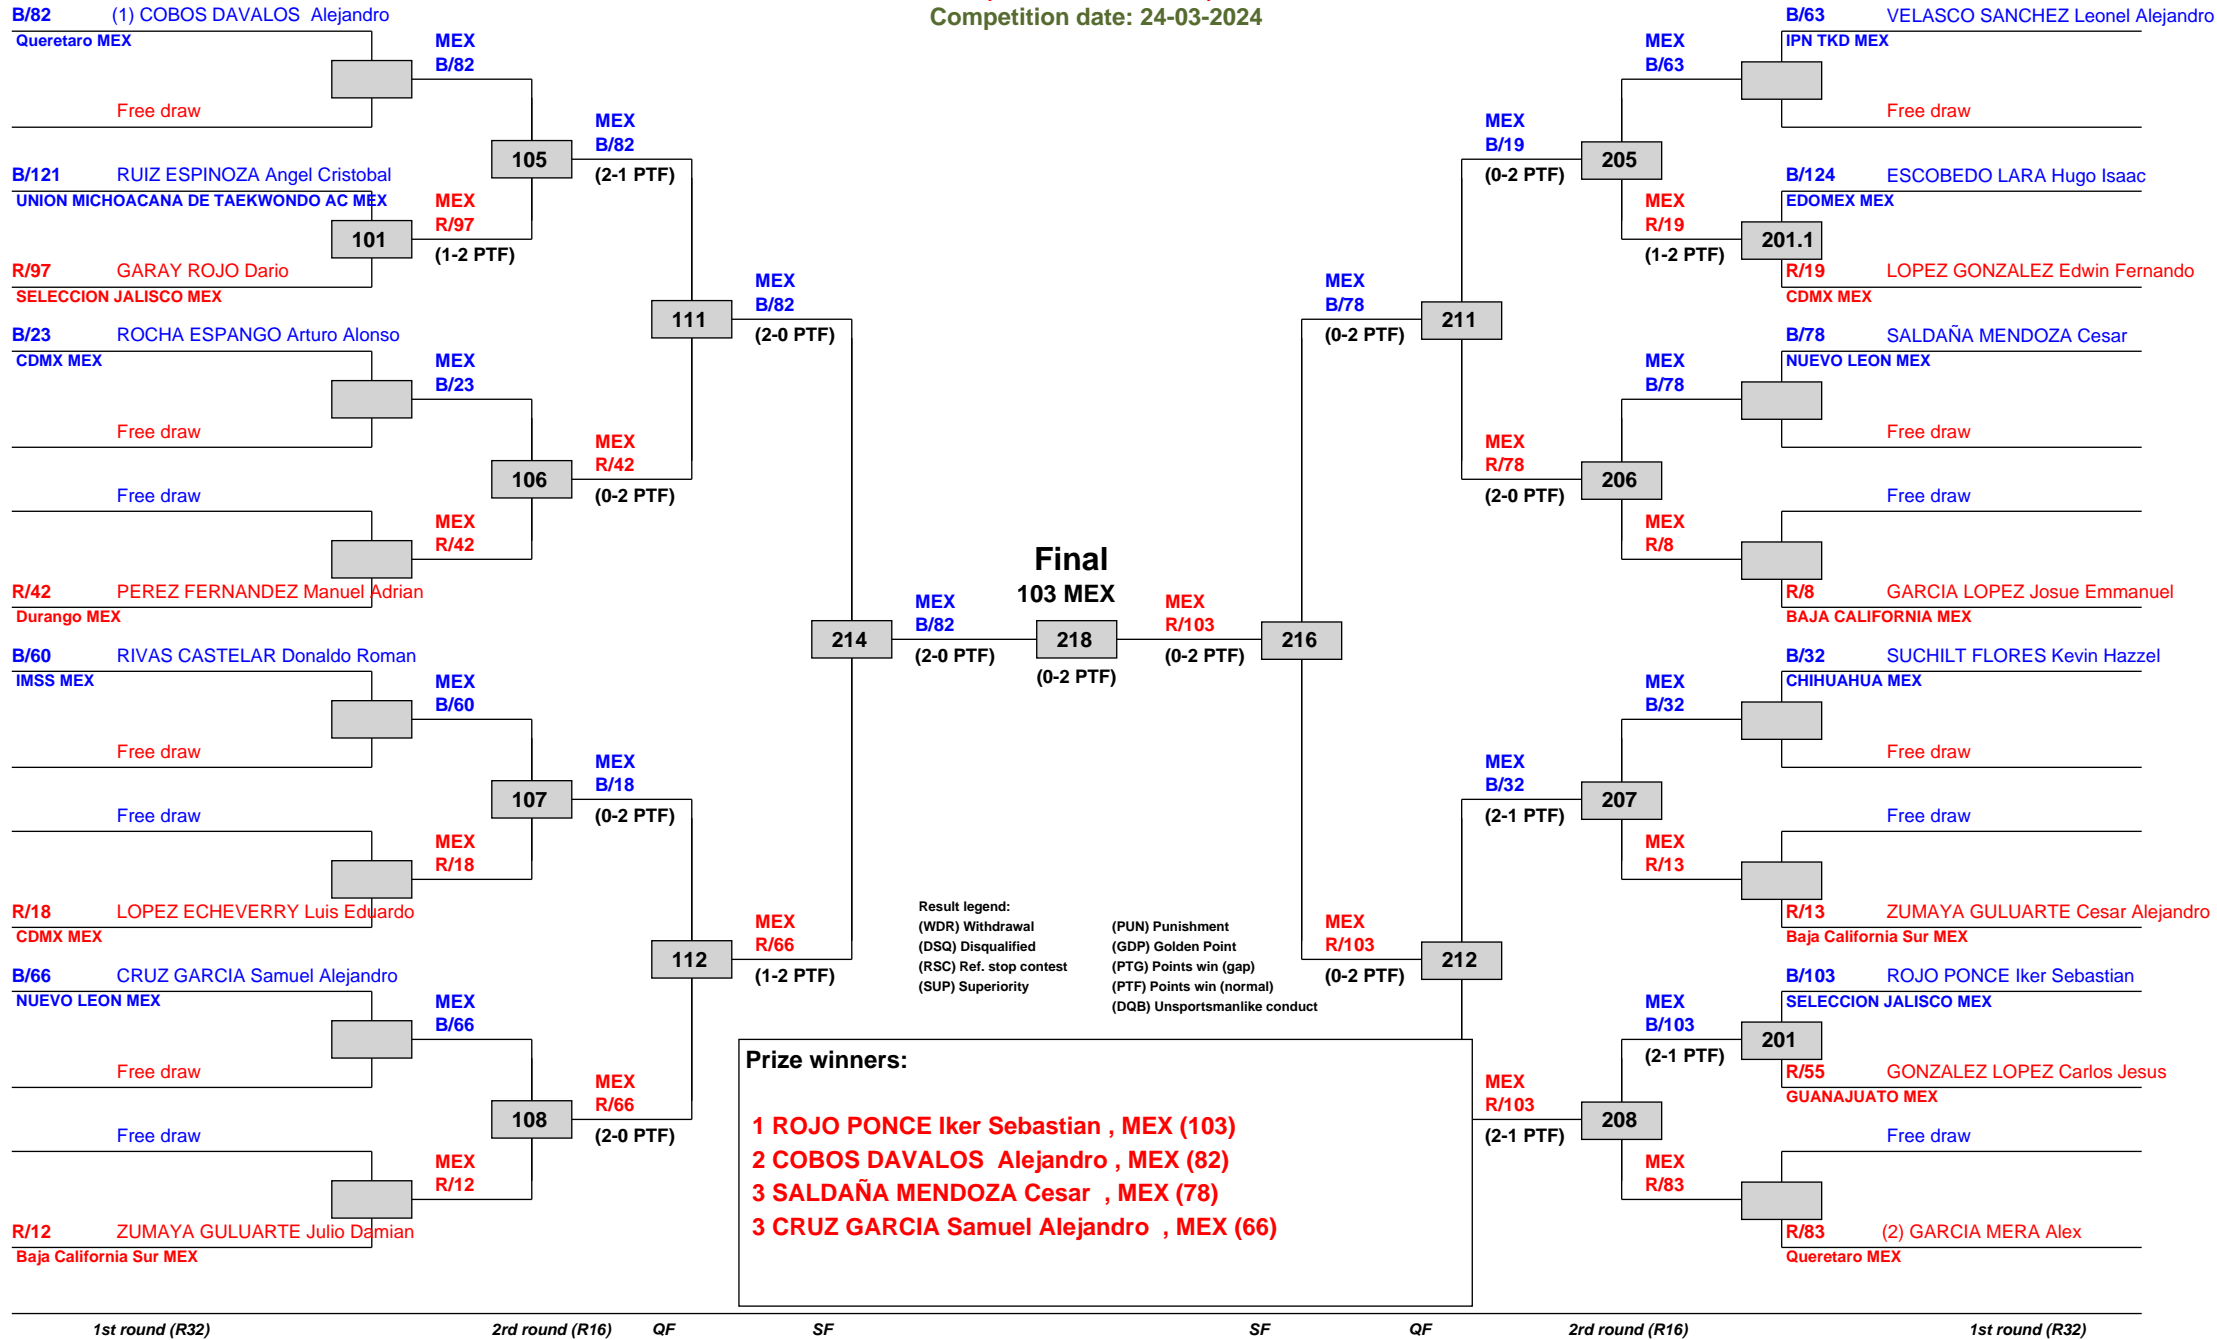 Competition date: 24-03-2024
B/82 (1) COBOS DAVALOS Alejandro
Queretaro MEX
Free draw
B/121 RUIZ ESPINOZA Angel Cristobal
UNION MICHOACANA DE TAEKWONDO AC MEX
101
R/97 GARAY ROJO Dario
SELECCION JALISCO MEX
B/23 ROCHA ESPANGO Arturo Alonso
CDMX MEX
Free draw
Free draw
R/42 PEREZ FERNANDEZ Manuel Adrian
Durango MEX
B/60 RIVAS CASTELAR Donaldo Roman
IMSS MEX
Free draw
Free draw
R/18 LOPEZ ECHEVERRY Luis Eduardo
CDMX MEX
B/66 CRUZ GARCIA Samuel Alejandro
NUEVO LEON MEX
Free draw
Free draw
R/12 ZUMAYA GULUARTE Julio Damian
Baja California Sur MEX
MEX
B/82
MEX
R/97
(1-2 PTF)
MEX
B/23
MEX
R/42
MEX
B/60
MEX
R/18
MEX
B/66
MEX
R/12
105
106
107
108
MEX
B/82
(2-1 PTF)
MEX
R/42
(0-2 PTF)
MEX
B/18
(0-2 PTF)
MEX
R/66
(2-0 PTF)
111
112
MEX
B/82
(2-0 PTF)
MEX
R/66
(1-2 PTF)
214
MEX
B/82
(2-0 PTF)
Final
103 MEX
218
(0-2 PTF)
MEX
R/103
(0-2 PTF)
216
MEX
B/78
(0-2 PTF)
MEX
R/103
(0-2 PTF)
211
212
MEX
B/19
(0-2 PTF)
MEX
R/78
(2-0 PTF)
MEX
B/32
(2-1 PTF)
MEX
R/103
(2-1 PTF)
205
206
207
208
MEX
B/63
MEX
R/19
(1-2 PTF)
MEX
B/78
MEX
R/8
MEX
B/32
MEX
R/13
MEX
B/103
(2-1 PTF)
MEX
R/83
B/63 VELASCO SANCHEZ Leonel Alejandro
IPN TKD MEX
Free draw
B/124 ESCOBEDO LARA Hugo Isaac
EDOMEX MEX
201.1
R/19 LOPEZ GONZALEZ Edwin Fernando
CDMX MEX
B/78 SALDAÑA MENDOZA Cesar
NUEVO LEON MEX
Free draw
Free draw
R/8 GARCIA LOPEZ Josue Emmanuel
BAJA CALIFORNIA MEX
B/32 SUCHILT FLORES Kevin Hazzel
CHIHUAHUA MEX
Free draw
Free draw
R/13 ZUMAYA GULUARTE Cesar Alejandro
Baja California Sur MEX
B/103 ROJO PONCE Iker Sebastian
SELECCION JALISCO MEX
201
R/55 GONZALEZ LOPEZ Carlos Jesus
GUANAJUATO MEX
Free draw
R/83 (2) GARCIA MERA Alex
Queretaro MEX
Result legend:
(WDR) Withdrawal (PUN) Punishment
(DSQ) Disqualified (GDP) Golden Point
(RSC) Ref. stop contest (PTG) Points win (gap)
(SUP) Superiority (PTF) Points win (normal)
(DQB) Unsportsmanlike conduct
Prize winners:
1 ROJO PONCE Iker Sebastian , MEX (103)
2 COBOS DAVALOS Alejandro , MEX (82)
3 SALDAÑA MENDOZA Cesar , MEX (78)
3 CRUZ GARCIA Samuel Alejandro , MEX (66)
1st round (R32) 2rd round (R16) QF SF SF QF 2rd round (R16) 1st round (R32)